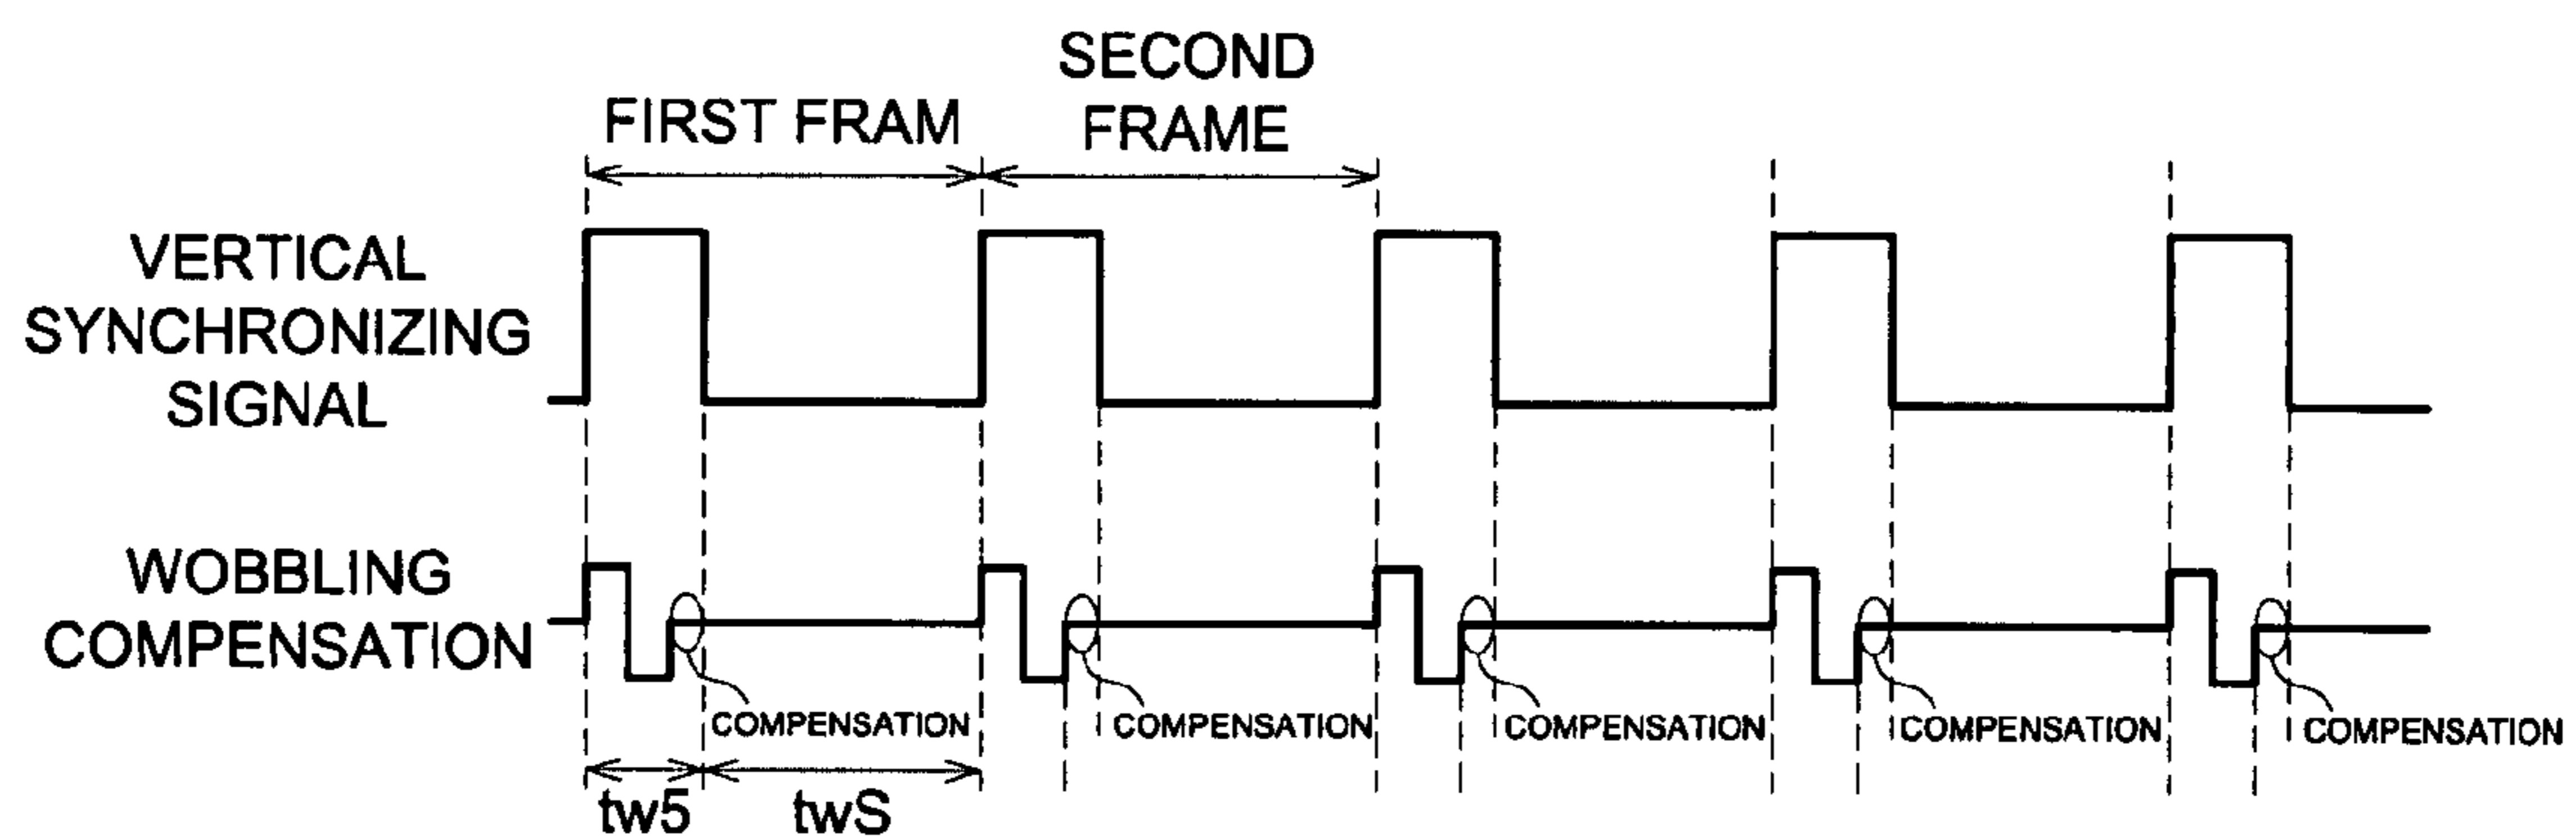 SECOND
FIRST FRAM
FRAME
VERTICAL
SYNCHRONIZING
SIGNAL
WOBBLING
COMPENSATION
COMPENSATION
COMPENSATION
COMPENSATION
COMPENSATION
COMPENSATION
tw5
twS